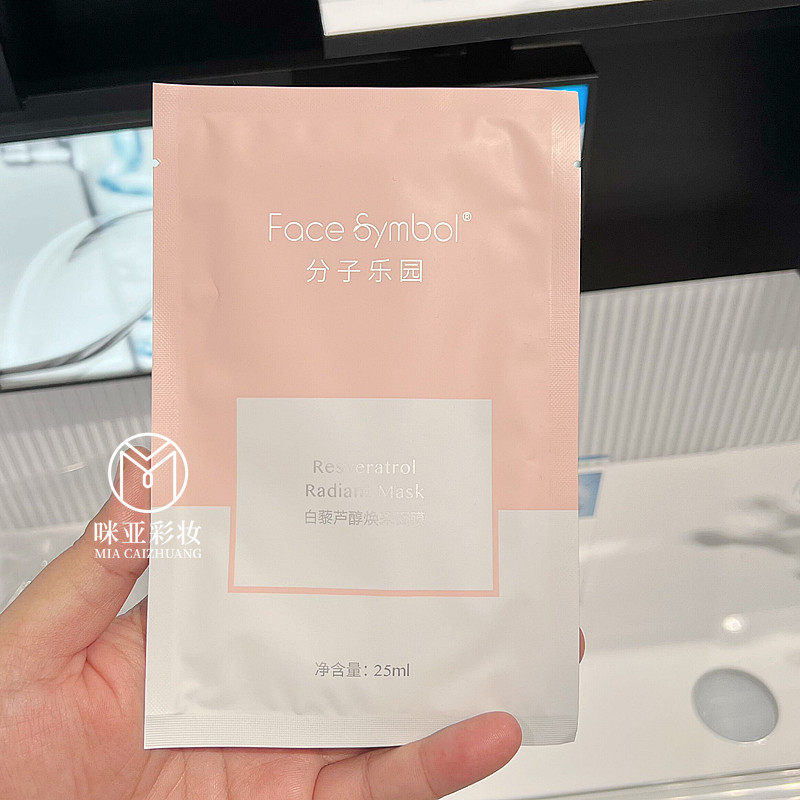 Face Symbol®
分子乐园
Resveratrol
Radiant Mask
白藜芦醇焕采面膜
净含量: 25ml
咪亚彩妆
MIA CAIZHUANG